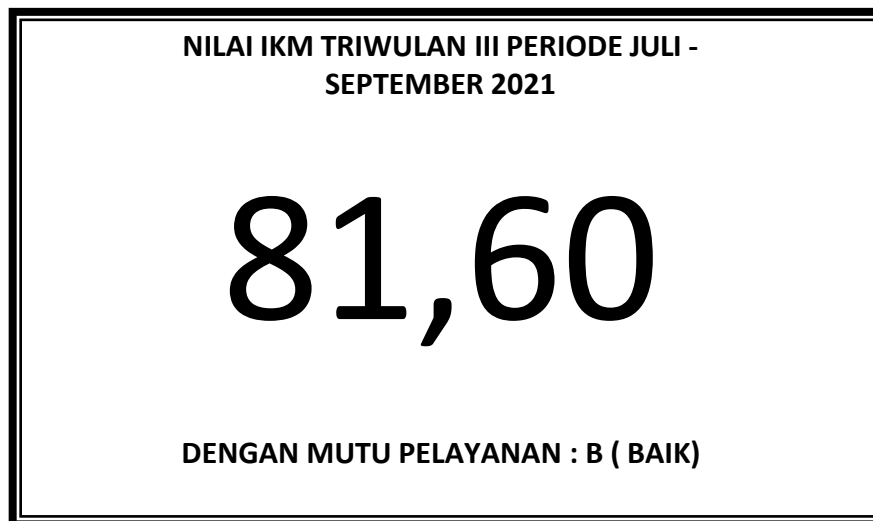 NILAI IKM TRIWULAN III PERIODE JULI -
SEPTEMBER 2021
81,60
DENGAN MUTU PELAYANAN : B ( BAIK)